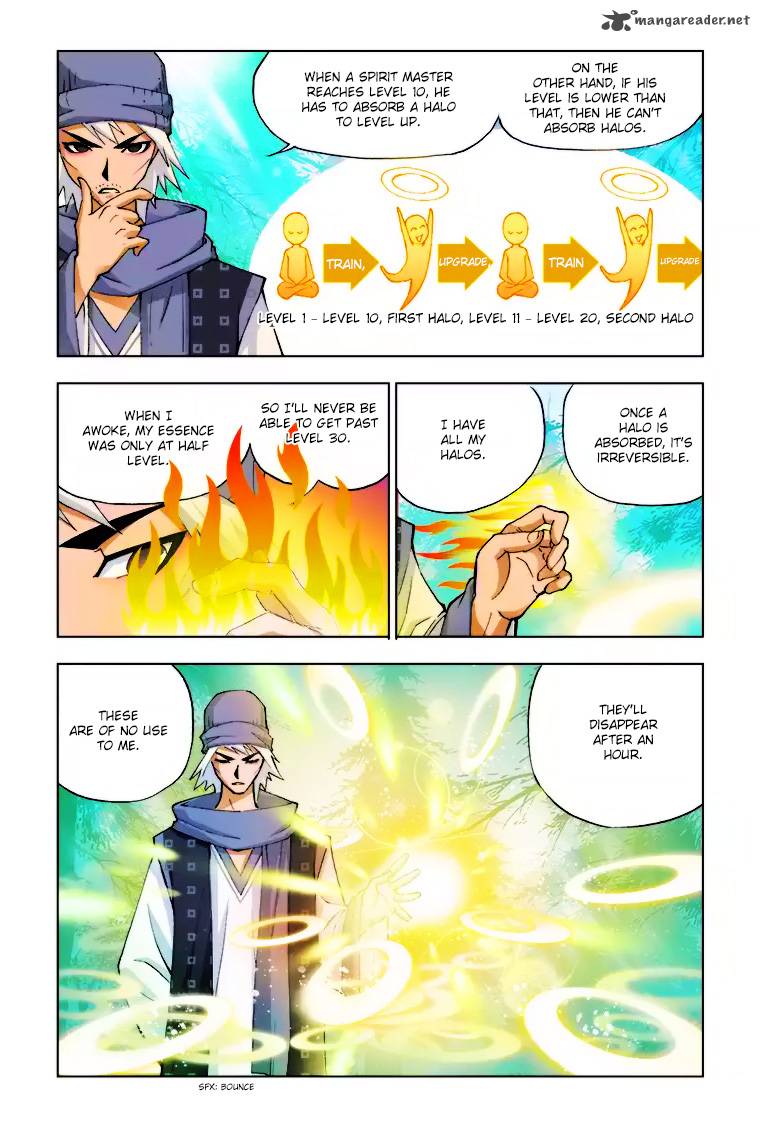 mangareader.net
WHEN A SPIRIT MASTER
REACHES LEVEL 10, HE
HAS TO ABSORB A HALO
TO LEVEL UP.
ON THE
OTHER HAND, IF HIS
LEVEL IS LOWER THAN
THAT, THEN HE CAN'T
ABSORB HALOS.
TRAIN,
UPGRADE,
TRAIN
UPGRADE
LEVEL 1 - LEVEL 10, FIRST HALO, LEVEL 11 - LEVEL 20, SECOND HALO
WHEN I
AWOKE, MY ESSENCE
WAS ONLY AT HALF
LEVEL.
SO I'LL NEVER BE
ABLE TO GET PAST
LEVEL 30.
I HAVE
ALL MY
HALOS.
ONCE A
HALO IS
ABSORBED, IT'S
IRREVERSIBLE.
THESE
ARE OF NO USE
TO ME.
THEY'LL
DISAPPEAR
AFTER AN
HOUR.
SFX: BOUNCE